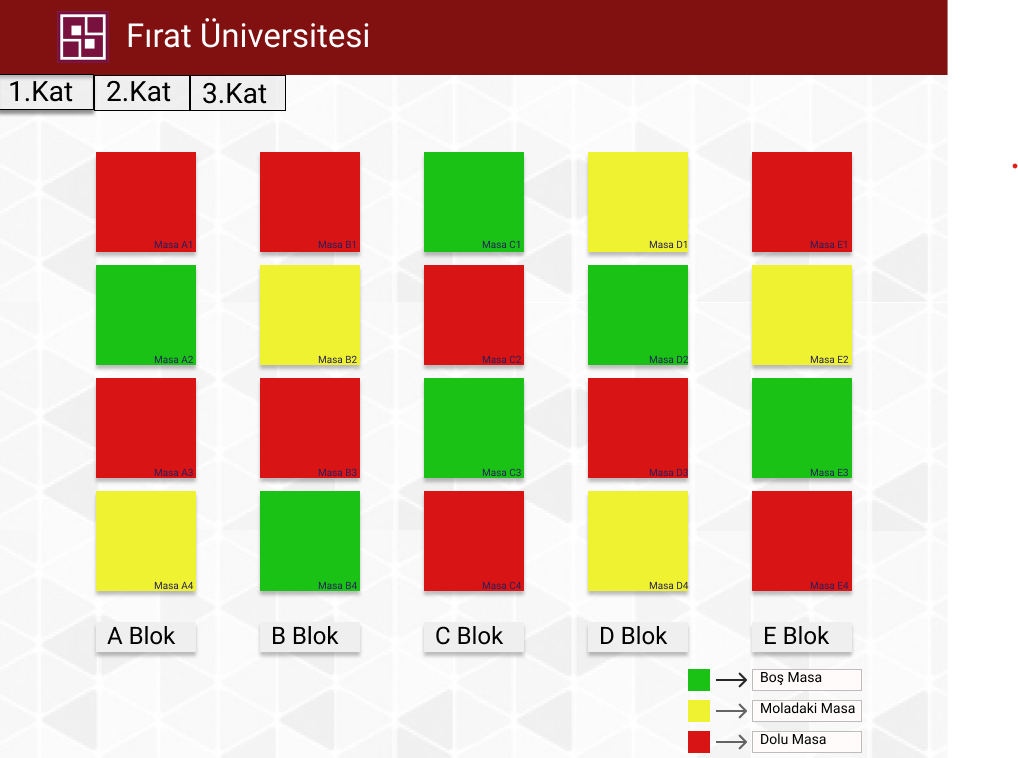 Fırat Üniversitesi
1.Kat 2.Kat 3.Kat
Masa A1 Masa B1 Masa C1 Masa D1 Masa E1
Masa A2 Masa B2 Masa C2 Masa D2 Masa E2
Masa A3 Masa B3 Masa C3 Masa D3 Masa E3
Masa A4 Masa B4 Masa C4 Masa D4 Masa E4
A Blok B Blok C Blok D Blok E Blok
Boş Masa
Moladaki Masa
Dolu Masa